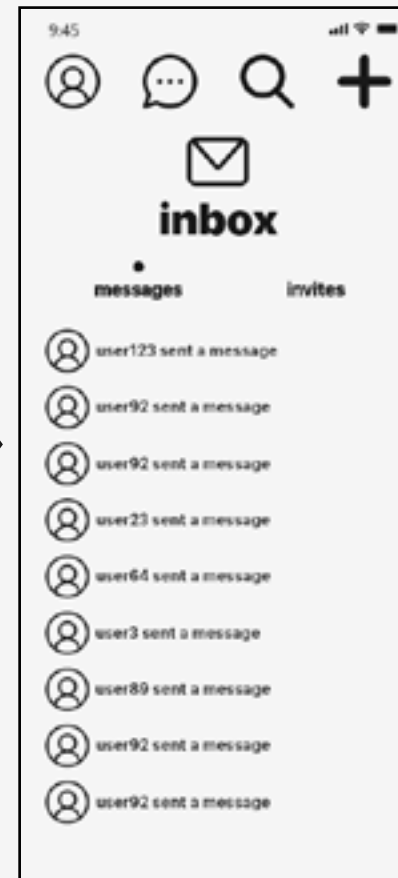 9:45
inbox
messages invites
user123 sent a message
user92 sent a message
user92 sent a message
user23 sent a message
user64 sent a message
user3 sent a message
user89 sent a message
user92 sent a message
user92 sent a message